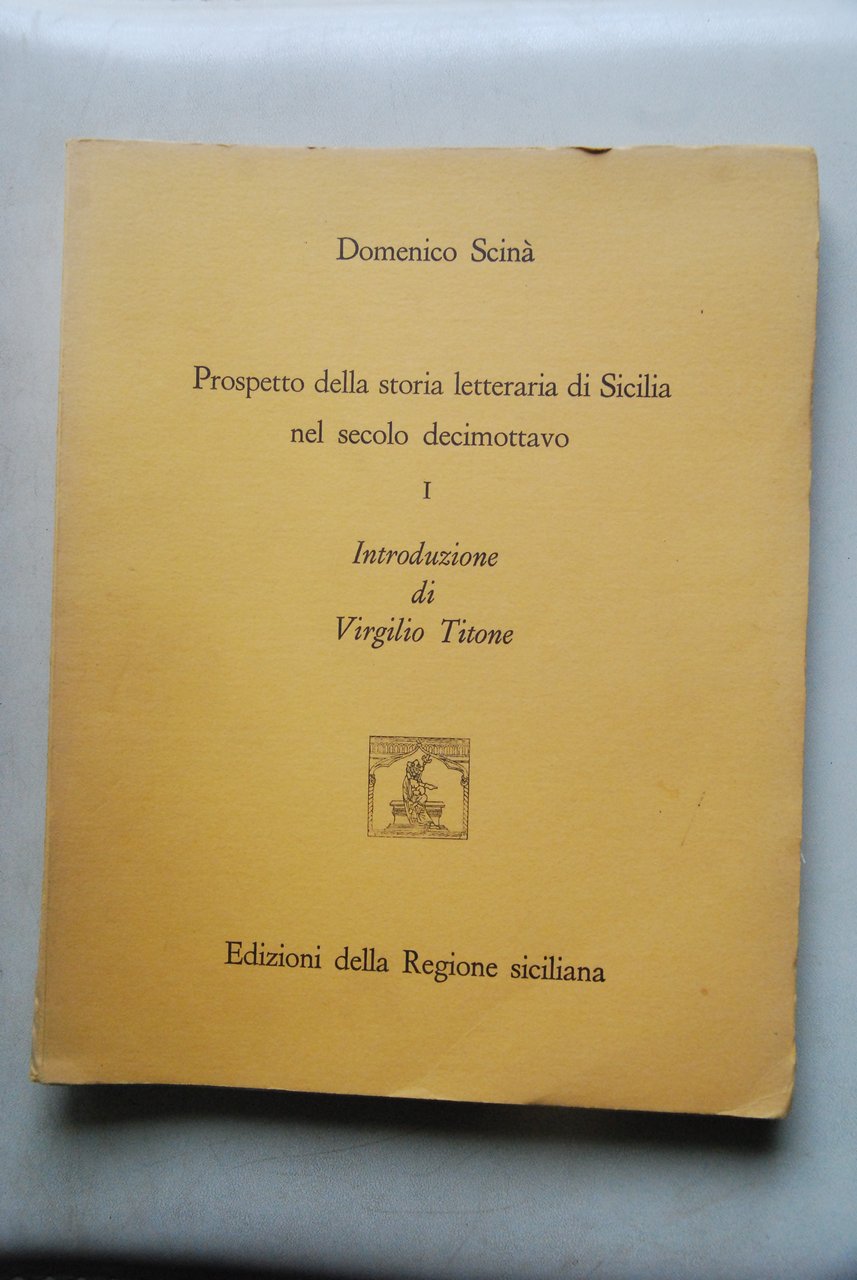 Domenico Scinà
Prospetto della storia letteraria di Sicilia
nel secolo decimottavo
I
Introduzione
di
Virgilio Titone
Edizioni della Regione siciliana